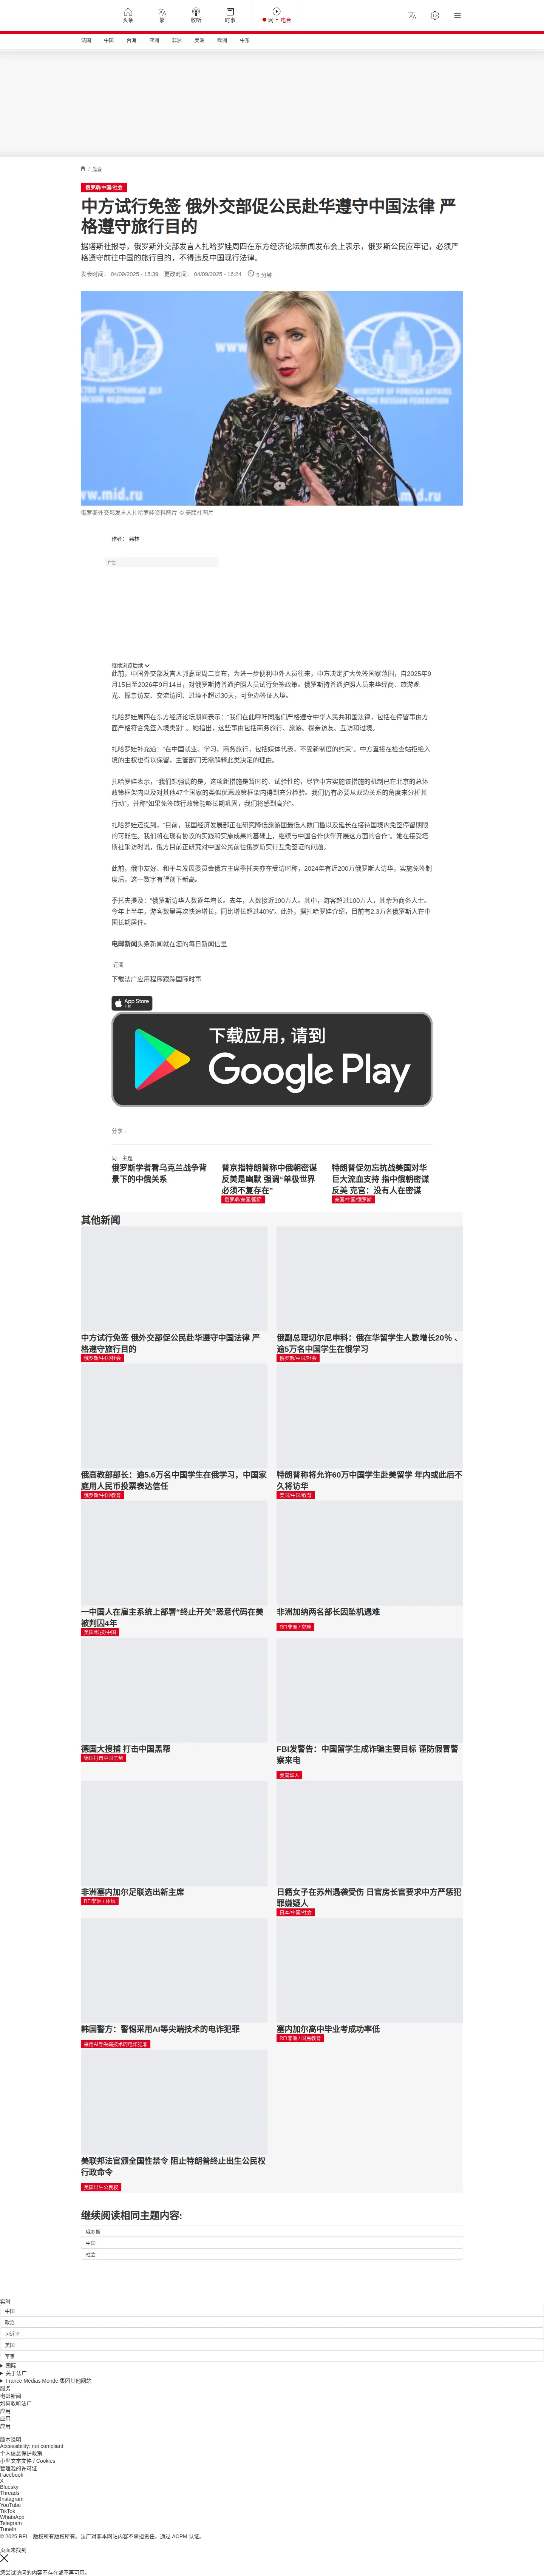 头条
繁
收听
时事
网上 电台
法国
中国
台海
亚洲
非洲
美洲
欧洲
中东
/ 社会
俄罗斯/中国/社会
中方试行免签 俄外交部促公民赴华遵守中国法律 严
格遵守旅行目的
据塔斯社报导，俄罗斯外交部发言人扎哈罗娃周四在东方经济论坛新闻发布会上表示，俄罗斯公民应牢记，必须严
格遵守前往中国的旅行目的，不得违反中国现行法律。
发表时间： 04/09/2025 - 15:39 更改时间： 04/09/2025 - 16:24 5 分钟
www.mid.ru
mid.ru
俄罗斯外交部发言人扎哈罗娃资料图片 © 美联社图片
作者： 弗林
广告
继续浏览后续
此前，中国外交部发言人郭嘉昆周二宣布，为进一步便利中外人员往来，中方决定扩大免签国家范围，自2025年9
月15日至2026年9月14日，对俄罗斯持普通护照人员试行免签政策。俄罗斯持普通护照人员来华经商、旅游观
光、探亲访友、交流访问、过境不超过30天，可免办签证入境。
扎哈罗娃周四在东方经济论坛期间表示：“我们在此呼吁同胞们严格遵守中华人民共和国法律，包括在停留事由方
面严格符合免签入境类别” 。她指出，这些事由包括商务旅行、旅游、探亲访友、互访和过境。
扎哈罗娃补充道：“在中国就业、学习、商务旅行，包括媒体代表，不受新制度的约束”。中方直接在检查站拒绝入
境的主权也得以保留。主管部门无需解释此类决定的理由。
扎哈罗娃表示，“我们想强调的是，这项新措施是暂时的、试验性的，尽管中方实施该措施的机制已在北京的总体
政策框架内以及对其他47个国家的类似优惠政策框架内得到充分检验。我们仍有必要从双边关系的角度来分析其
行动”，并称“如果免签旅行政策能够长期巩固，我们将感到高兴”。
扎哈罗娃还提到，“目前，我国经济发展部正在研究降低旅游团最低人数门槛以及延长在接待国境内免签停留期限
的可能性。我们将在现有协议的实践和实施成果的基础上，继续与中国合作伙伴开展这方面的合作”。她在接受塔
斯社采访时说，俄方目前正研究对中国公民前往俄罗斯实行互免签证的问题。
此前，俄中友好、和平与发展委员会俄方主席季托夫亦在受访时称，2024年有近200万俄罗斯人访华，实施免签制
度后，这一数字有望创下新高。
季托夫提及：“俄罗斯访华人数逐年增长。去年，人数接近190万人。其中，游客超过100万人，其余为商务人士。
今年上半年，游客数量再次快速增长，同比增长超过40%”。此外，据扎哈罗娃介绍，目前有2.3万名俄罗斯人在中
国长期居住。
电邮新闻头条新闻就在您的每日新闻信里
订阅
下载法广应用程序跟踪国际时事
App Store
下载
下载应用，请到
Google Play
分享 :
同一主题
俄罗斯学者看乌克兰战争背
景下的中俄关系
普京指特朗普称中俄朝密谋
反美是幽默 强调“单极世界
必须不复存在”
俄罗斯/美国/国际
特朗普促勿忘抗战美国对华
巨大流血支持 指中俄朝密谋
反美 克宫：没有人在密谋
美国/中国/俄罗斯
其他新闻
中方试行免签 俄外交部促公民赴华遵守中国法律 严
格遵守旅行目的
俄罗斯/中国/社会
俄副总理切尔尼申科：俄在华留学生人数增长20％ 、
逾5万名中国学生在俄学习
俄罗斯/中国/社会
俄高教部部长：逾5.6万名中国学生在俄学习，中国家
庭用人民币投票表达信任
俄罗斯/中国/教育
特朗普称将允许60万中国学生赴美留学 年内或此后不
久将访华
美国/中国/教育
一中国人在雇主系统上部署“终止开关”恶意代码在美
被判囚4年
美国/科技/中国
非洲加纳两名部长因坠机遇难
RFI非洲 / 空难
德国大搜捕 打击中国黑帮
德国打击中国黑帮
FBI发警告：中国留学生成诈骗主要目标 谨防假冒警
察来电
美国华人
非洲塞内加尔足联选出新主席
RFI非洲 / 体坛
日籍女子在苏州遇袭受伤 日官房长官要求中方严惩犯
罪嫌疑人
日本/中国/社会
韩国警方：警惕采用AI等尖端技术的电诈犯罪
采用AI等尖端技术的电诈犯罪
塞内加尔高中毕业考成功率低
RFI非洲 / 国民教育
美联邦法官颁全国性禁令 阻止特朗普终止出生公民权
行政命令
美国出生公民权
继续阅读相同主题内容:
俄罗斯
中国
社会
实时
中国
政治
习近平
美国
军事
国际
关于法广
France Médias Monde 集团其他网站
服务
电邮新闻
如何收听法广
应用
应用
应用
版本说明
Accessibility: not compliant
个人信息保护政策
小型文本文件 / Cookies
管理我的许可证
Facebook
X
Bluesky
Threads
Instagram
YouTube
TikTok
WhatsApp
Telegram
TuneIn
© 2025 RFI – 版权所有版权所有。法广对非本网站内容不承担责任。通过 ACPM 认证。
页面未找到
您尝试访问的内容不存在或不再可用。